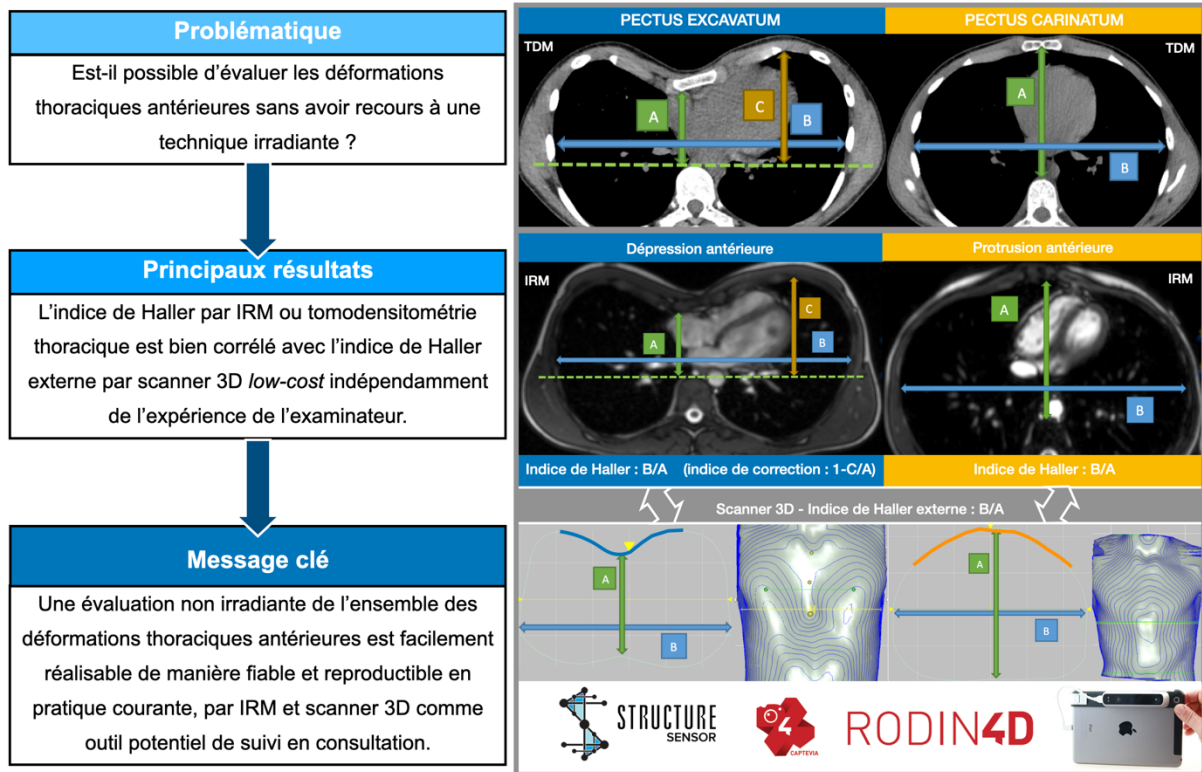 Problématique
Est-il possible d'évaluer les déformations
thoraciques antérieures sans avoir recours à une
technique irradiante ?
Principaux résultats
L'indice de Haller par IRM ou tomodensitométrie
thoracique est bien corrélé avec l'indice de Haller
externe par scanner 3D low-cost indépendamment
de l'expérience de l'examinateur.
Message clé
Une évaluation non irradiante de l'ensemble des
déformations thoraciques antérieures est facilement
réalisable de manière fiable et reproductible en
pratique courante, par IRM et scanner 3D comme
outil potentiel de suivi en consultation.
PECTUS EXCAVATUM
TDM
A
C
B
PECTUS CARINATUM
TDM
A
B
Dépression antérieure
IRM
A
C
B
Protrusion antérieure
IRM
A
B
Indice de Haller : B/A (indice de correction : 1-C/A)
Indice de Haller : B/A
Scanner 3D - Indice de Haller externe : B/A
A
B
A
B
STRUCTURE
SENSOR
4
CAPTEVIA
RODIN4D